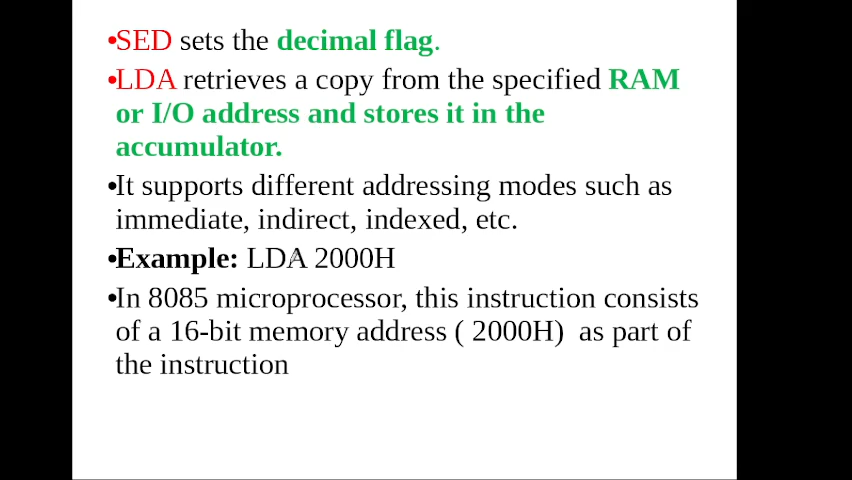 •SED sets the decimal flag.
•LDA retrieves a copy from the specified RAM
or I/O address and stores it in the
accumulator.
•It supports different addressing modes such as
immediate, indirect, indexed, etc.
•Example: LDA 2000H
•In 8085 microprocessor, this instruction consists
of a 16-bit memory address ( 2000H)  as part of
the instruction